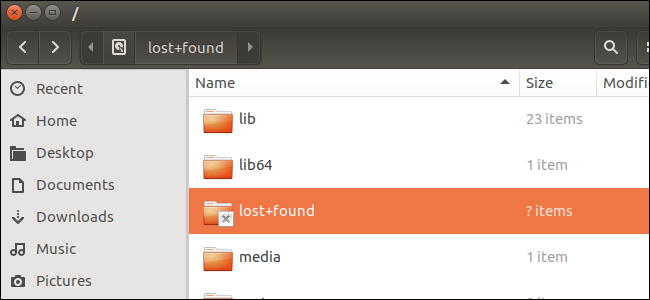 /
lost+found
Name Size Modifi
Recent
Home
Desktop
Documents
Downloads
Music
Pictures
lib 23 items
lib64 1 item
lost+found ? items
media 1 item